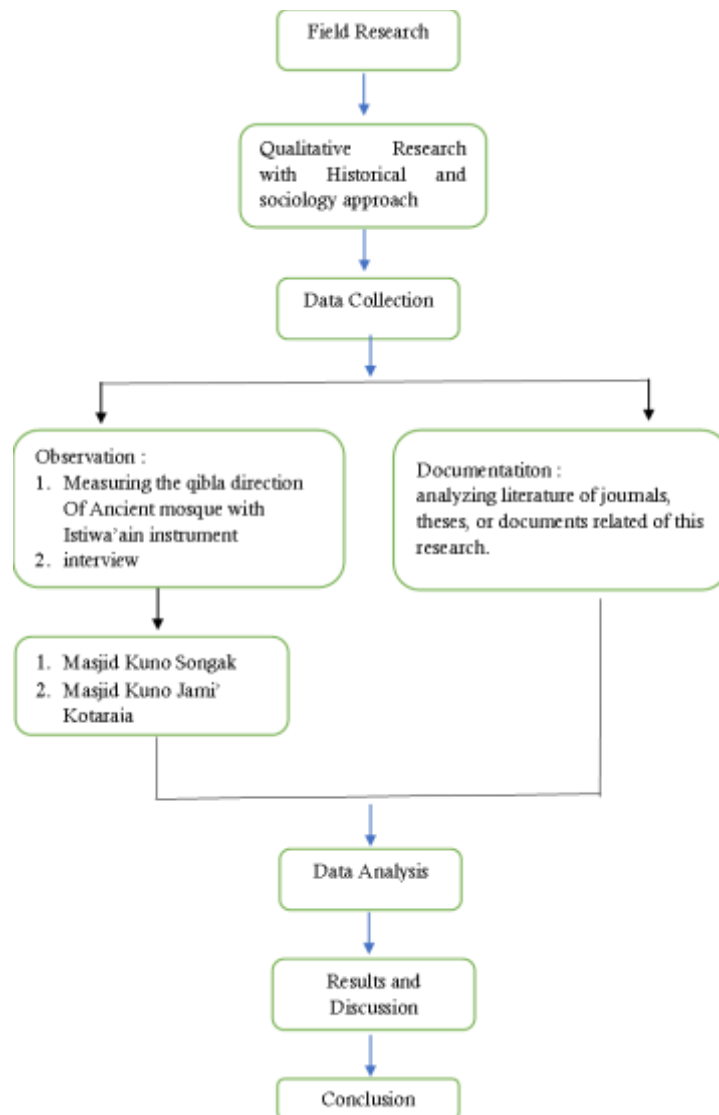 Field Research
Qualitative Research
with Historical and
sociology approach
Data Collection
Observation :
1. Measuring the qibla direction
Of Ancient mosque with
Istiwa’ain instrument
2. interview
Documentatiton :
analyzing literature of journals,
theses, or documents related of this
research.
1. Masjid Kuno Songak
2. Masjid Kuno Jami’
Kotaraia
Data Analysis
Results and
Discussion
Conclusion